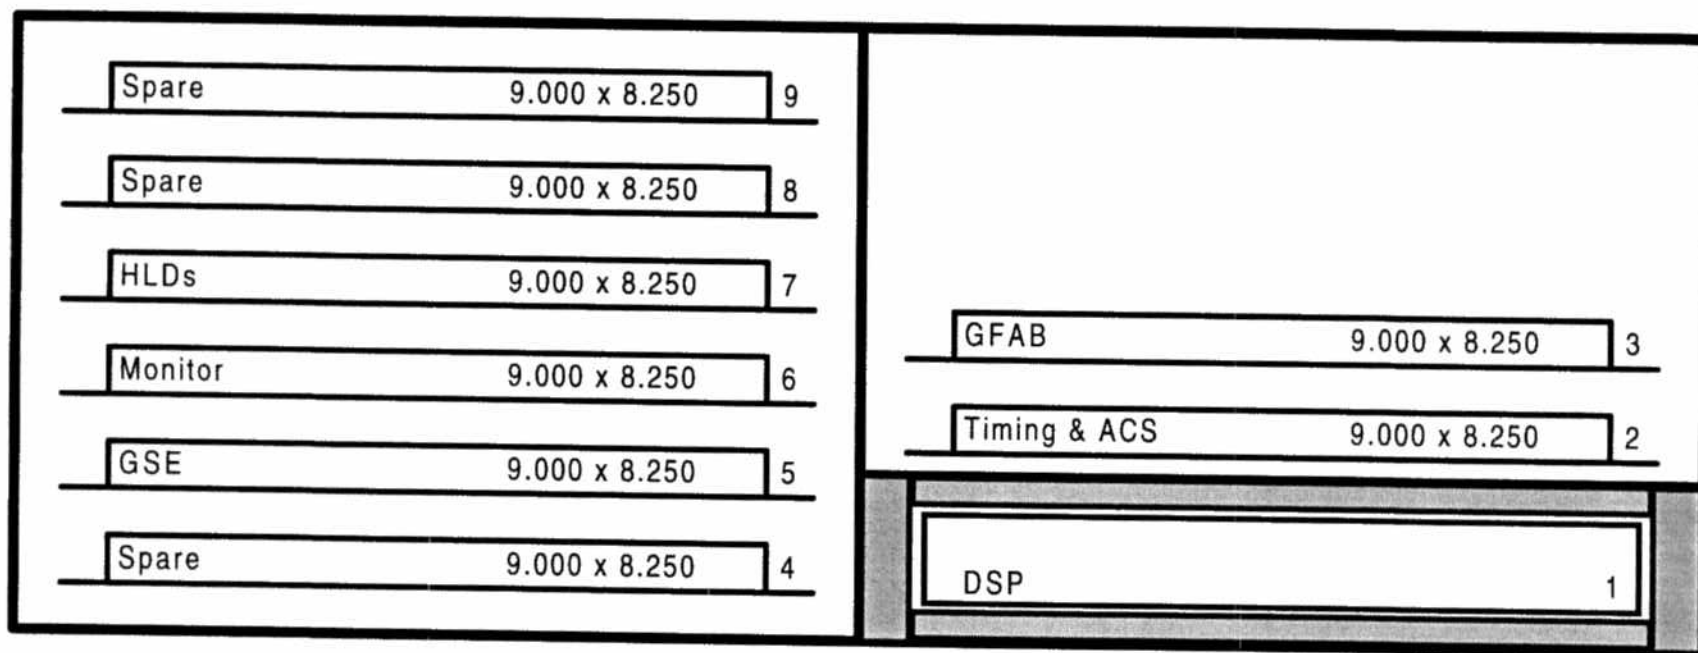 Spare 9.000 x 8.250 9
Spare 9.000 x 8.250 8
HLDs 9.000 x 8.250 7
Monitor 9.000 x 8.250 6
GSE 9.000 x 8.250 5
Spare 9.000 x 8.250 4
GFAB 9.000 x 8.250 3
Timing & ACS 9.000 x 8.250 2
DSP 1